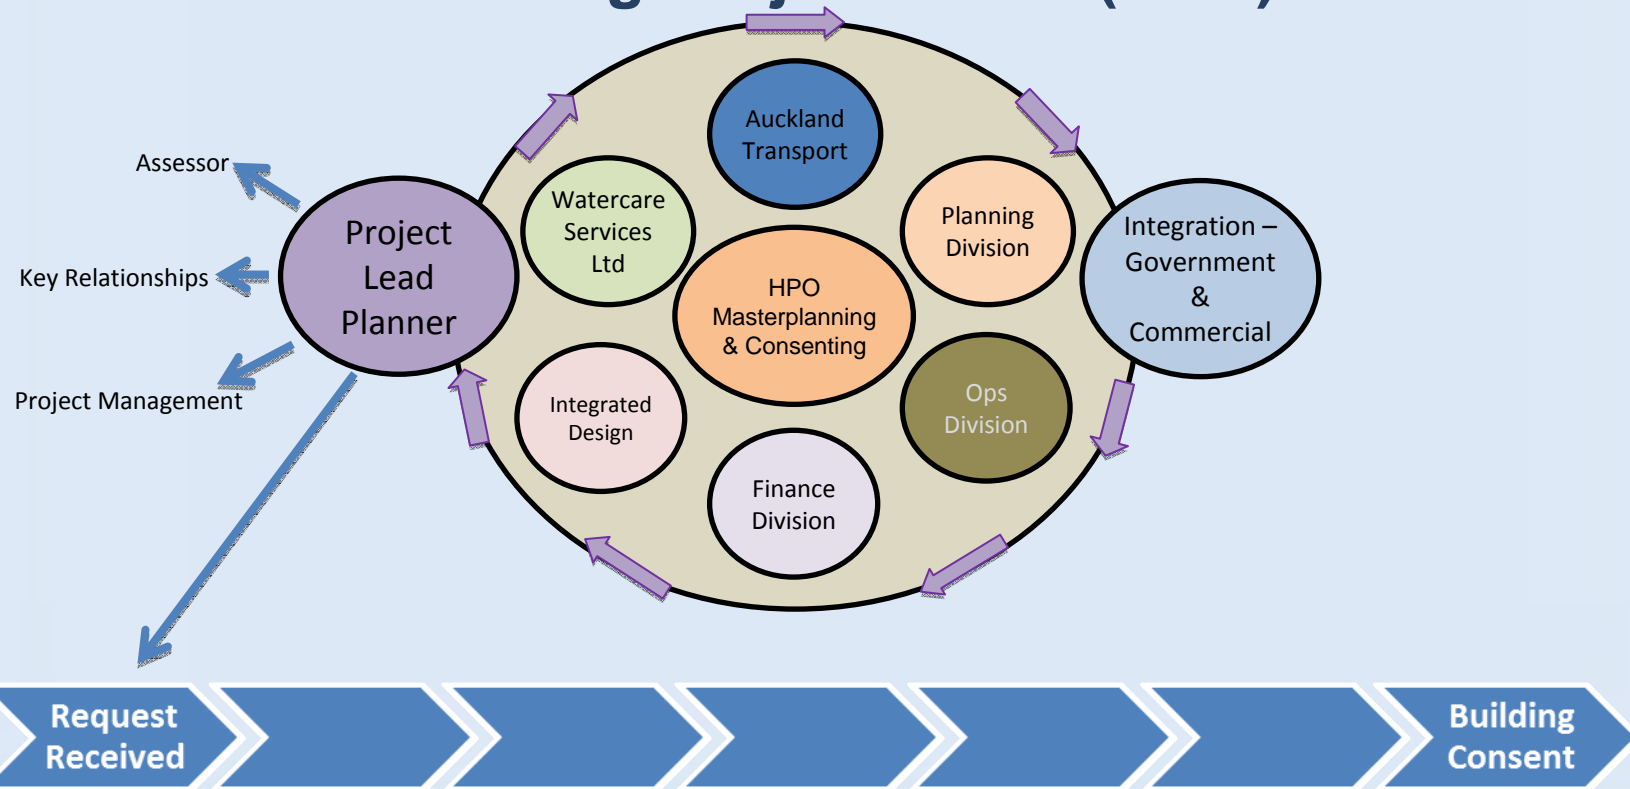 Auckland
Transport
Assessor
Watercare
Services
Ltd
Planning
Division
Integration –
Government
&
Commercial
Project
Lead
Planner
Key Relationships
HPO
Masterplanning
& Consenting
Project Management
Integrated
Design
Ops
Division
Finance
Division
Request
Received
Building
Consent